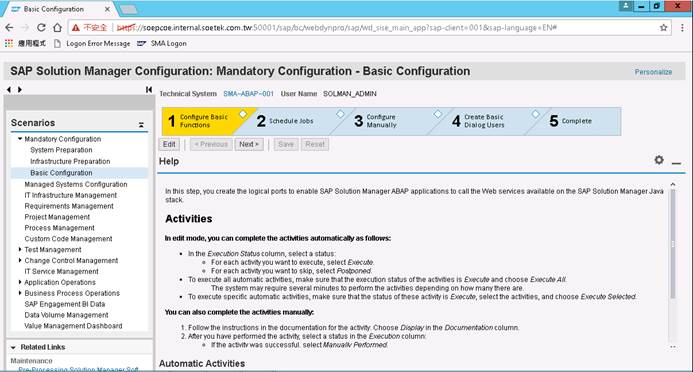 Basic Configuration
不安全 https://soepcoe.internal.soetek.com.tw:50001/sap/bc/webdynpro/sap/wd_sise_main_app?sap-client=001&sap-language=EN#
應用程式 Logon Error Message SMA Logon
SAP Solution Manager Configuration: Mandatory Configuration - Basic Configuration
Personalize
Technical System SMA-ABAP-001 User Name SOLMAN_ADMIN
1 Configure Basic Functions
2 Schedule Jobs
3 Configure Manually
4 Create Basic Dialog Users
5 Complete
Edit < Previous Next > Save Reset
Scenarios
Mandatory Configuration
System Preparation
Infrastructure Preparation
Basic Configuration
Managed Systems Configuration
IT Infrastructure Management
Requirements Management
Project Management
Process Management
Custom Code Management
Test Management
Change Control Management
IT Service Management
Application Operations
Business Process Operations
SAP Engagement BI Data
Data Volume Management
Value Management Dashboard
Related Links
Maintenance
Pre-Processing Solution Manager Soft
Help
In this step, you create the logical ports to enable SAP Solution Manager ABAP applications to call the Web services available on the SAP Solution Manager Java
stack.
Activities
In edit mode, you can complete the activities automatically as follows:
In the Execution Status column, select a status:
For each activity you want to execute, select Execute.
For each activity you want to skip, select Postponed.
To execute all automatic activities, make sure that the execution status of the activities is Execute and choose Execute All.
The system may require several minutes to perform the activities depending on how many there are.
To execute specific automatic activities, make sure that the status of these activity is Execute, select the activities, and choose Execute Selected.
You can also complete the activities manually:
1. Follow the instructions in the documentation for the activity. Choose Display in the Documentation column.
2. After you have performed the activity, select a status in the Execution column:
If the activity was successful, select Manually Performed.
Automatic Activities